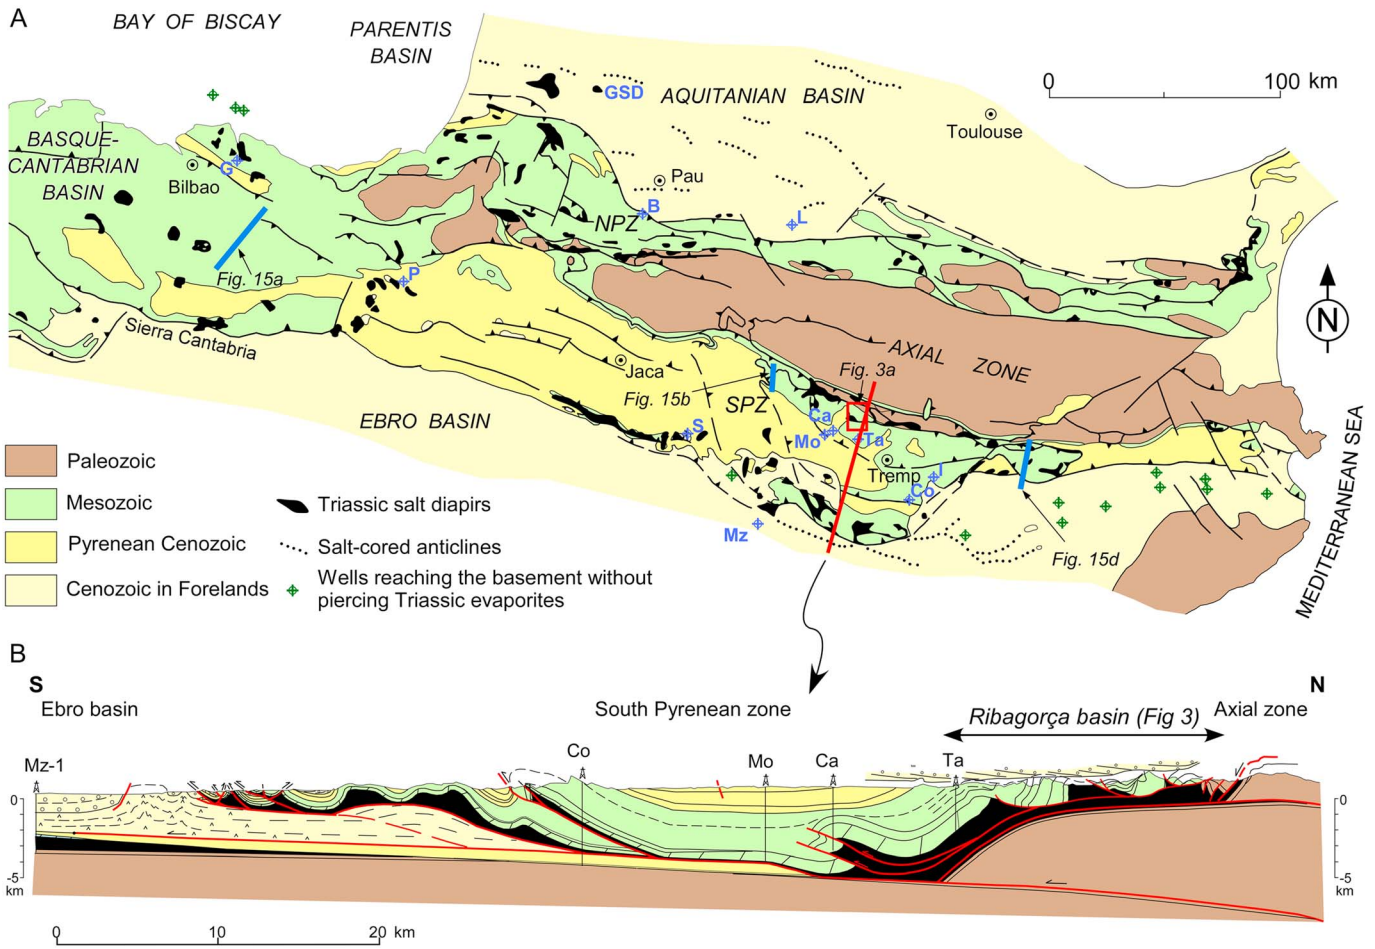 A
BAY OF BISCAY
PARENTIS
BASIN
0
100 km
GSD
AQUITANIAN BASIN
Toulouse
BASQUE-
CANTABRIAN
BASIN
G
Bilbao
Pau
B
L
NPZ
Fig. 15a
P
N
Sierra Cantabria
AXIAL ZONE
Jaca
Fig. 3a
Fig. 15b
SPZ
EBRO BASIN
S
Ca
Mo
Ta
Tremp
I
Co
Mz
Fig. 15d
MEDITERRANEAN SEA
Paleozoic
Mesozoic
Pyrenean Cenozoic
Cenozoic in Forelands
Triassic salt diapirs
Salt-cored anticlines
Wells reaching the basement without
piercing Triassic evaporites
B
S
N
Ebro basin
South Pyrenean zone
Ribagorça basin (Fig 3)
Axial zone
Mz-1
Co
Mo
Ca
Ta
0
-5
km
0
-5
km
0
10
20 km